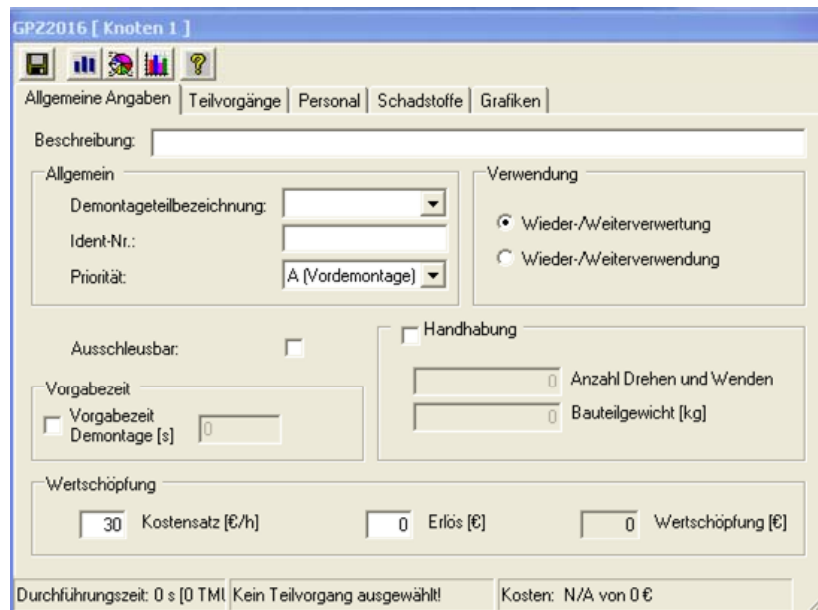 GPZ2016 [ Knoten 1 ]
Allgemeine Angaben Teilvorgänge Personal Schadstoffe Grafiken
Beschreibung:
Allgemein
Demontageteilbezeichnung:
Ident-Nr.:
Priorität: A (Vordemontage)
Verwendung
Wieder-/Weiterverwertung
Wieder-/Weiterverwendung
Ausschleusbar:
Handhabung
0 Anzahl Drehen und Wenden
0 Bauteilgewicht [kg]
Vorgabezeit
Vorgabezeit
Demontage [s] 0
Wertschöpfung
30 Kostensatz [€/h] 0 Erlös [€] 0 Wertschöpfung [€]
Durchführungszeit: 0 s [0 TMU Kein Teilvorgang ausgewählt! Kosten: N/A von 0 €